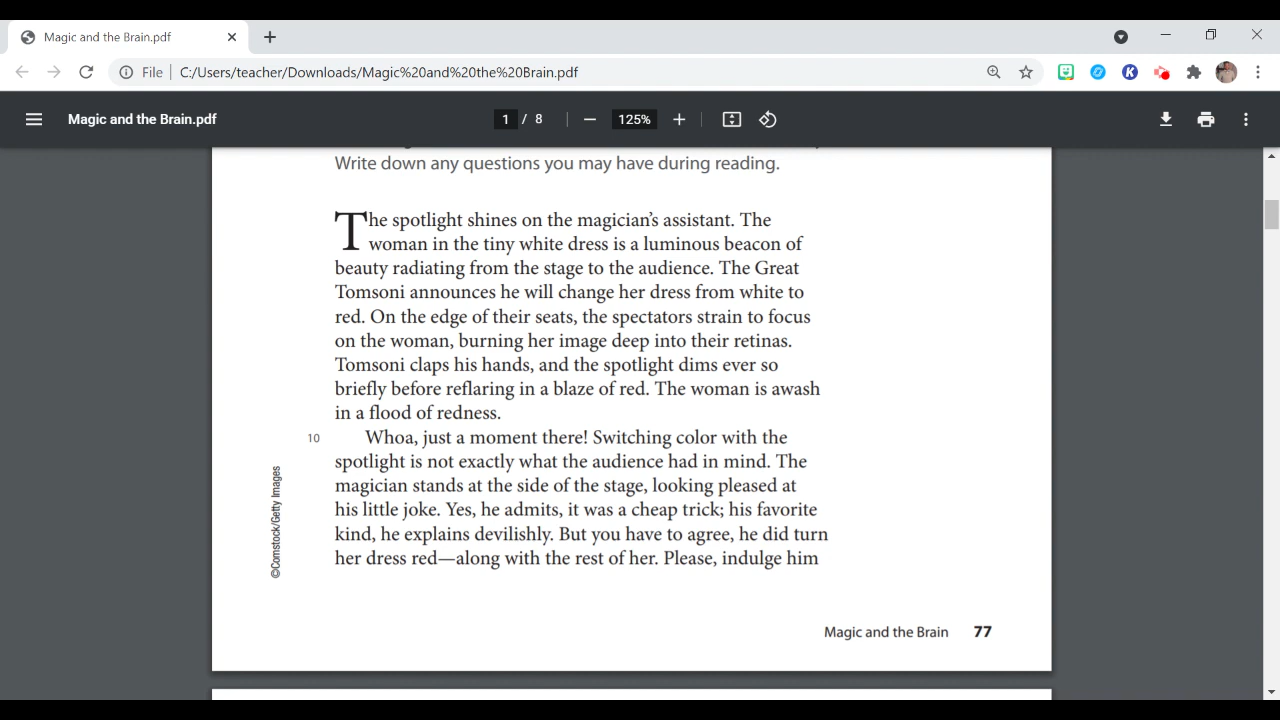 Magic and the Brain.pdf
File C:/Users/teacher/Downloads/Magic%20and%20the%20Brain.pdf
Magic and the Brain.pdf 1 / 8 125%
Write down any questions you may have during reading.
The spotlight shines on the magician's assistant. The
woman in the tiny white dress is a luminous beacon of
beauty radiating from the stage to the audience. The Great
Tomsoni announces he will change her dress from white to
red. On the edge of their seats, the spectators strain to focus
on the woman, burning her image deep into their retinas.
Tomsoni claps his hands, and the spotlight dims ever so
briefly before reflaring in a blaze of red. The woman is awash
in a flood of redness.
10 Whoa, just a moment there! Switching color with the
spotlight is not exactly what the audience had in mind. The
magician stands at the side of the stage, looking pleased at
his little joke. Yes, he admits, it was a cheap trick; his favorite
kind, he explains devilishly. But you have to agree, he did turn
her dress red—along with the rest of her. Please, indulge him
©Comstock/Getty Images
Magic and the Brain 77